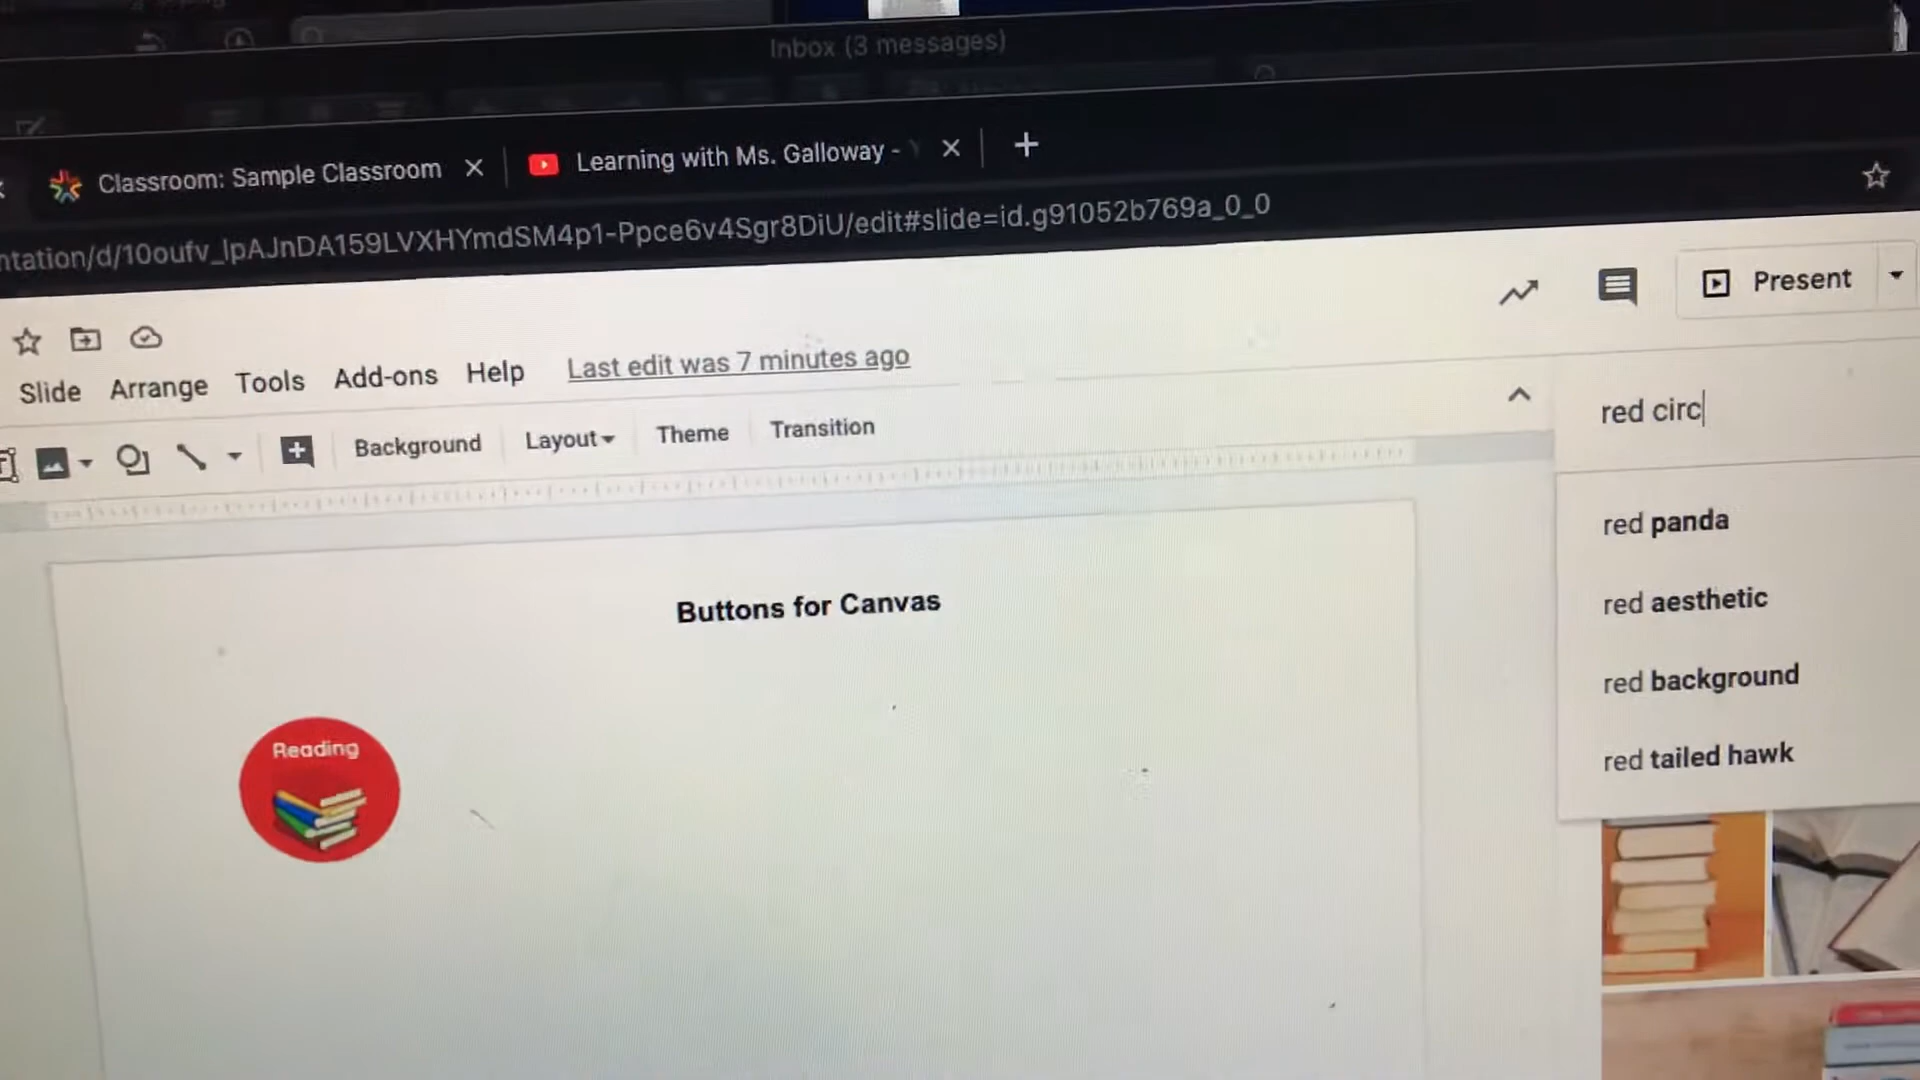 Inbox (3 messages)
Classroom: Sample Classroom
Learning with Ms. Galloway -
ntation/d/10oufv_lpAJnDA159LVXHYmdSM4p1-Ppce6v4Sgr8DiU/edit#slide=id.g91052b769a_0_0
Present
Slide Arrange Tools Add-ons Help Last edit was 7 minutes ago
Background Layout Theme Transition
red circ
red panda
red aesthetic
red background
red tailed hawk
Buttons for Canvas
Reading